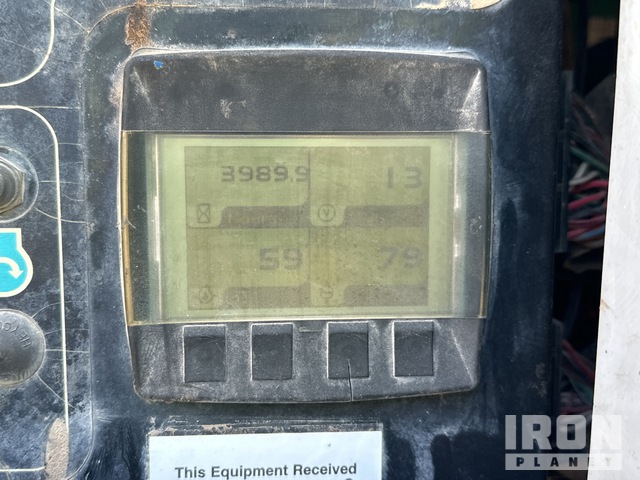 3989.9 13
V
59 79
This Equipment Received
IRON
PLANET